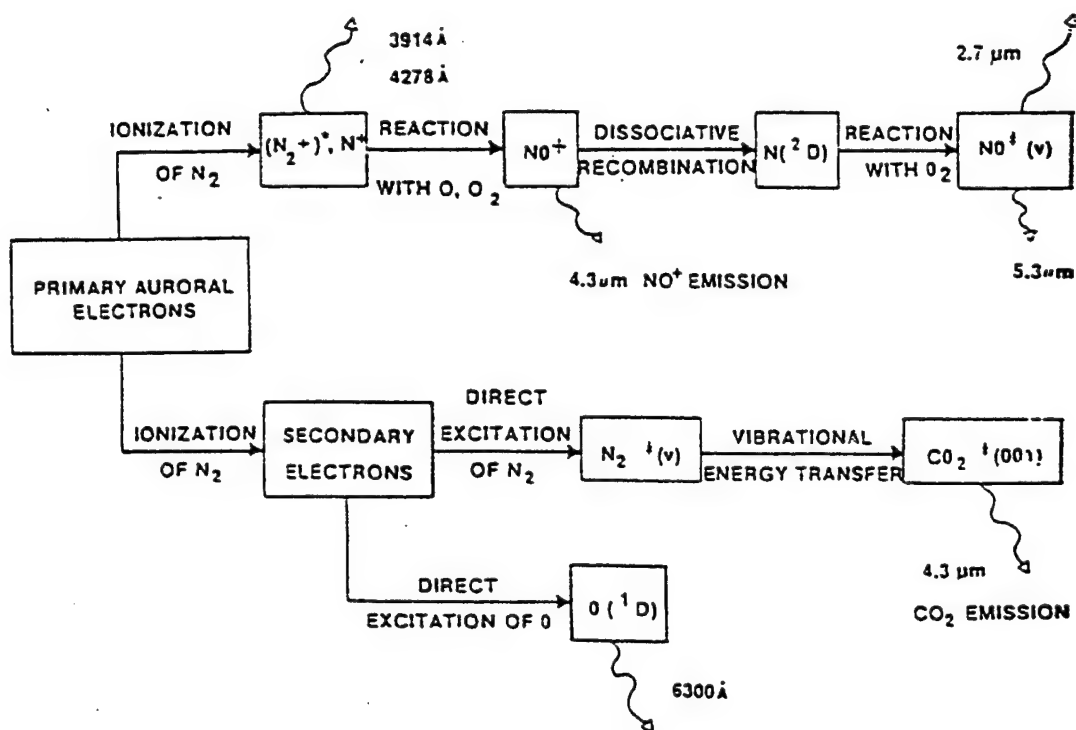 3914Å
4278Å
2.7 µm
IONIZATION
OF N₂
(N₂⁺)*, N⁺
REACTION
WITH O, O₂
NO⁺
DISSOCIATIVE
RECOMBINATION
N(²D)
REACTION
WITH O₂
NO‡(v)
4.3µm NO⁺ EMISSION
5.3µm
PRIMARY AURORAL
ELECTRONS
IONIZATION
OF N₂
SECONDARY
ELECTRONS
DIRECT
EXCITATION
OF N₂
N₂ ‡(v)
VIBRATIONAL
ENERGY TRANSFER
CO₂ ‡(001)
4.3 µm
CO₂ EMISSION
DIRECT
EXCITATION OF O
O(¹D)
6300Å